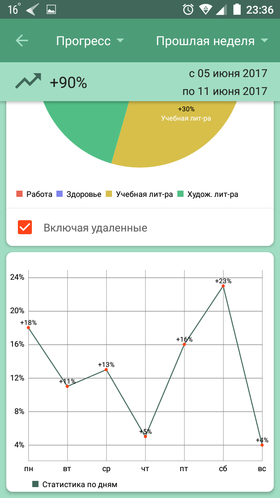 16° 23:36
Прогресс Прошлая неделя
+90% с 05 июня 2017
по 11 июня 2017
+30%
Учебная лит-ра
Работа Здоровье Учебная лит-ра Худож. лит-ра
Включая удаленные
24%
+23%
20%
+18%
16%
+16%
+13%
12%
+11%
8%
+5%
4%
+4%
пн вт ср чт пт сб вс
Статистика по дням